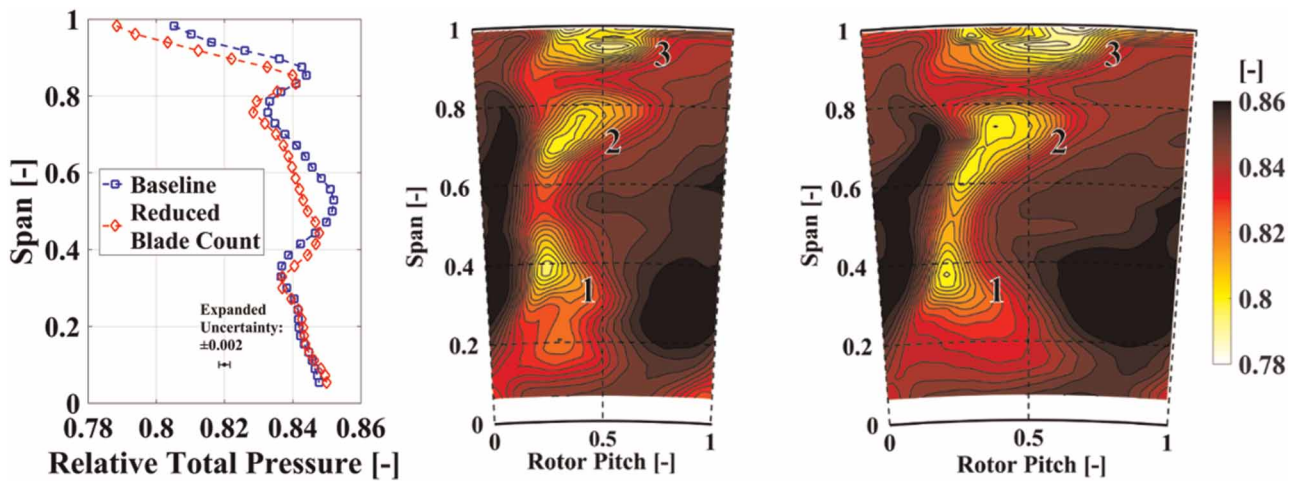 1
0.8
0.6
0.4
0.2
0
Span [-]
0.78 0.8 0.82 0.84 0.86
Relative Total Pressure [-]
Baseline
Reduced
Blade Count
Expanded
Uncertainty:
±0.002
1
0.8
0.6
0.4
0.2
0
Span [-]
3
2
1
0 0.5 1
Rotor Pitch [-]
1
0.8
0.6
0.4
0.2
0
Span [-]
3
2
1
0 0.5 1
Rotor Pitch [-]
[-]
0.86
0.84
0.82
0.8
0.78